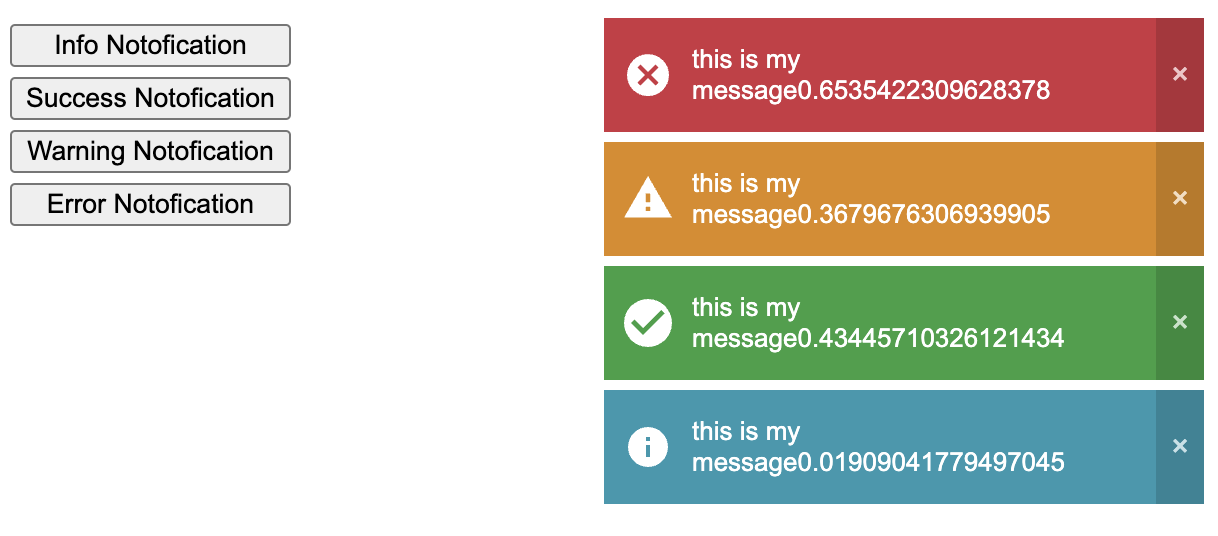 Info Notofication
Success Notofication
Warning Notofication
Error Notofication
this is my
message0.6535422309628378
×
this is my
message0.3679676306939905
×
this is my
message0.43445710326121434
×
this is my
message0.01909041779497045
×